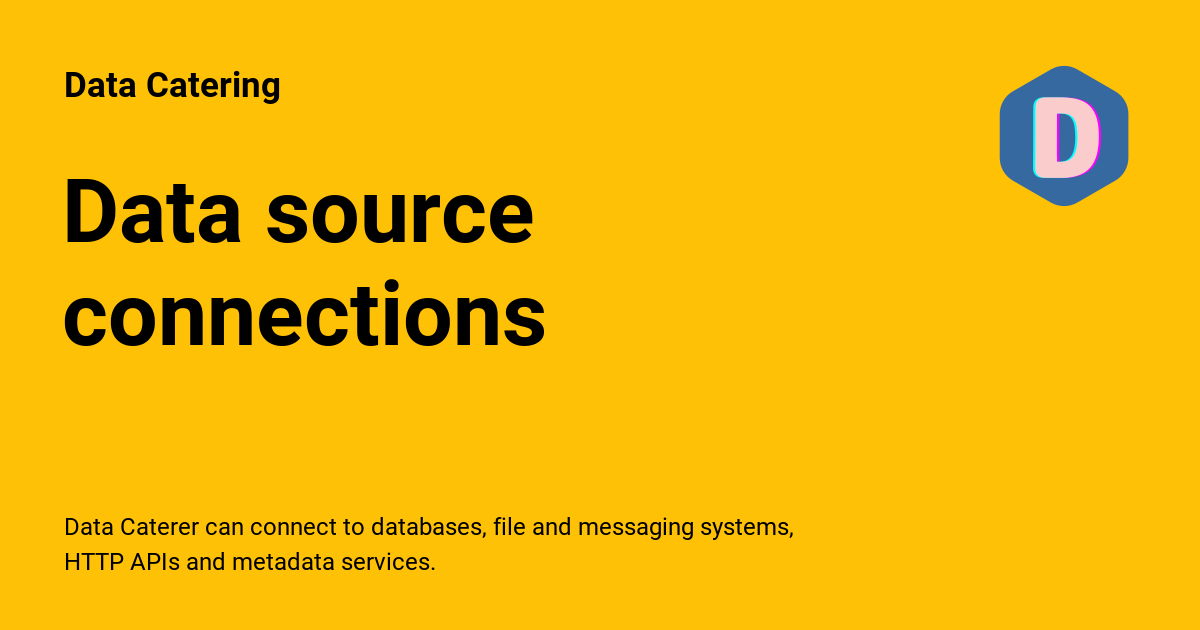 Data Catering
D
Data source
connections
Data Caterer can connect to databases, file and messaging systems,
HTTP APIs and metadata services.